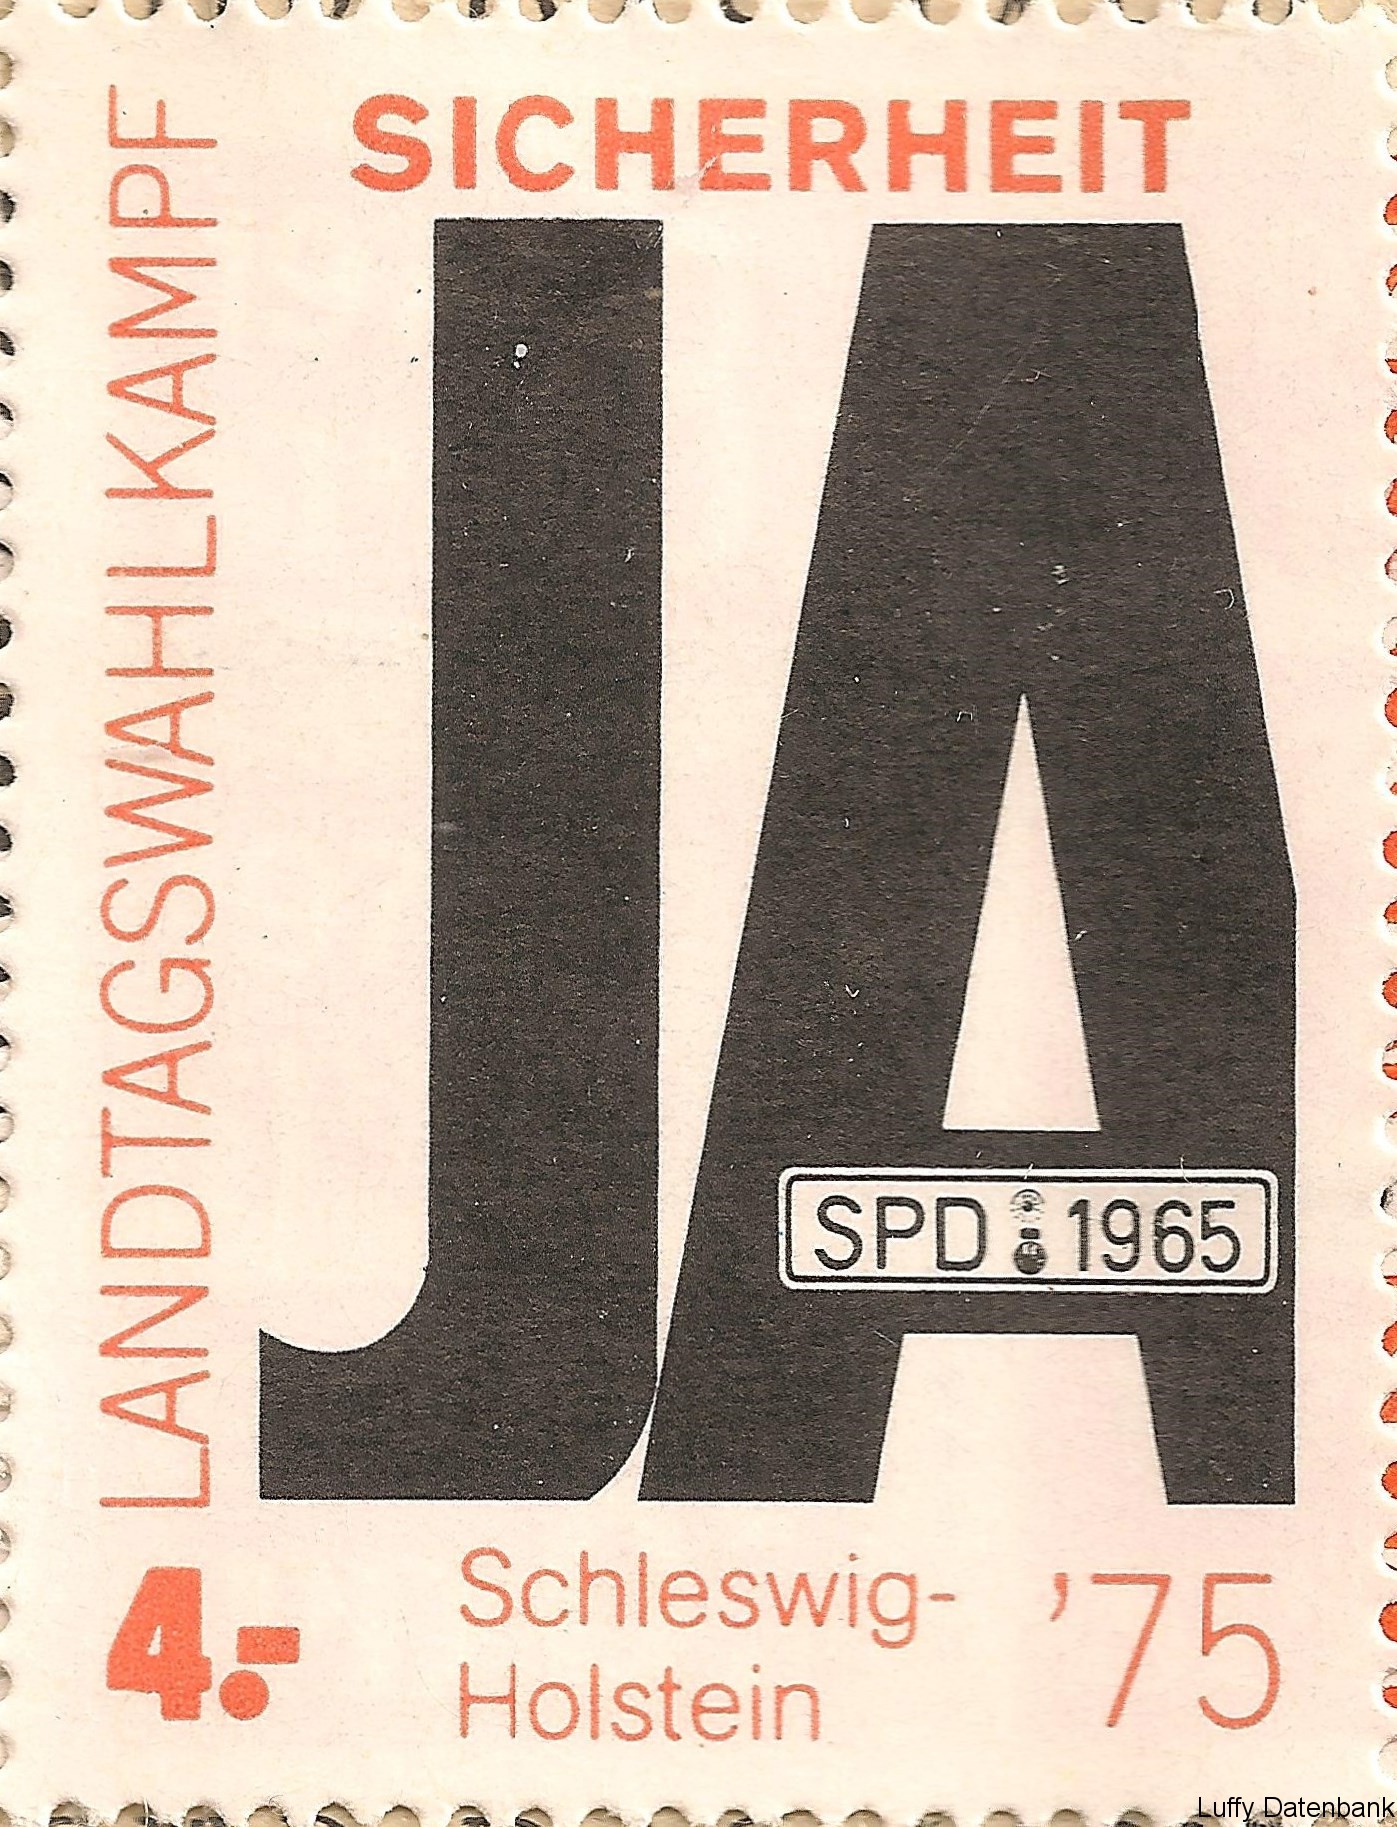 SICHERHEIT
LANDTAGSWAHLKAMPF
JA
SPD 1965
4.-
Schleswig-
Holstein
'75
Luffy Datenbank